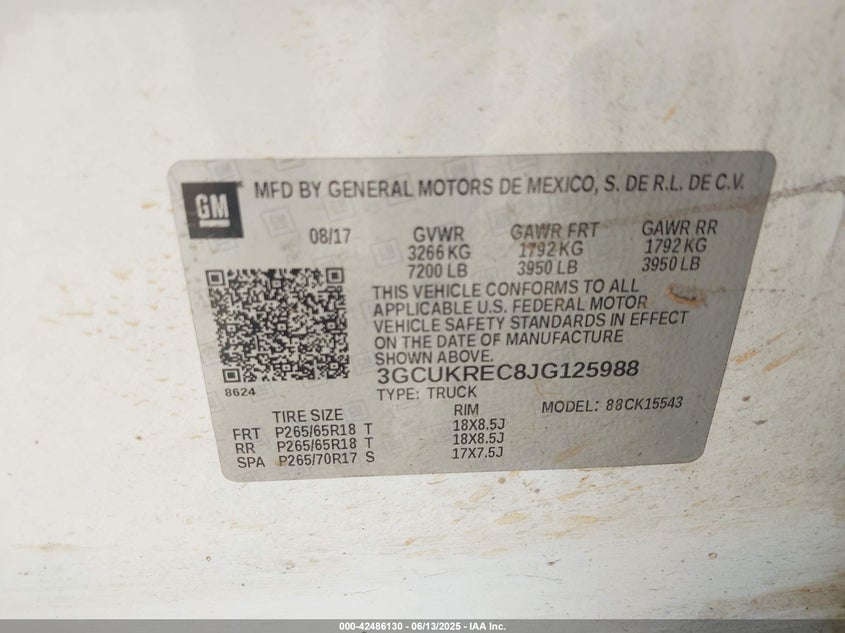 GM
MFD BY GENERAL MOTORS DE MEXICO, S. DE R.L. DE C.V.
08/17 GVWR GAWR FRT GAWR RR
3266 KG 1792 KG 1792 KG
7200 LB 3950 LB 3950 LB
THIS VEHICLE CONFORMS TO ALL
APPLICABLE U.S. FEDERAL MOTOR
VEHICLE SAFETY STANDARDS IN EFFECT
ON THE DATE OF MANUFACTURE
SHOWN ABOVE.
3GCUKREC8JG125988
8624 TYPE: TRUCK MODEL: 88CK15543
TIRE SIZE RIM
FRT P265/65R18 T 18X8.5J
RR P265/65R18 T 18X8.5J
SPA P265/70R17 S 17X7.5J
000-42486130 - 06/13/2025 - IAA Inc.